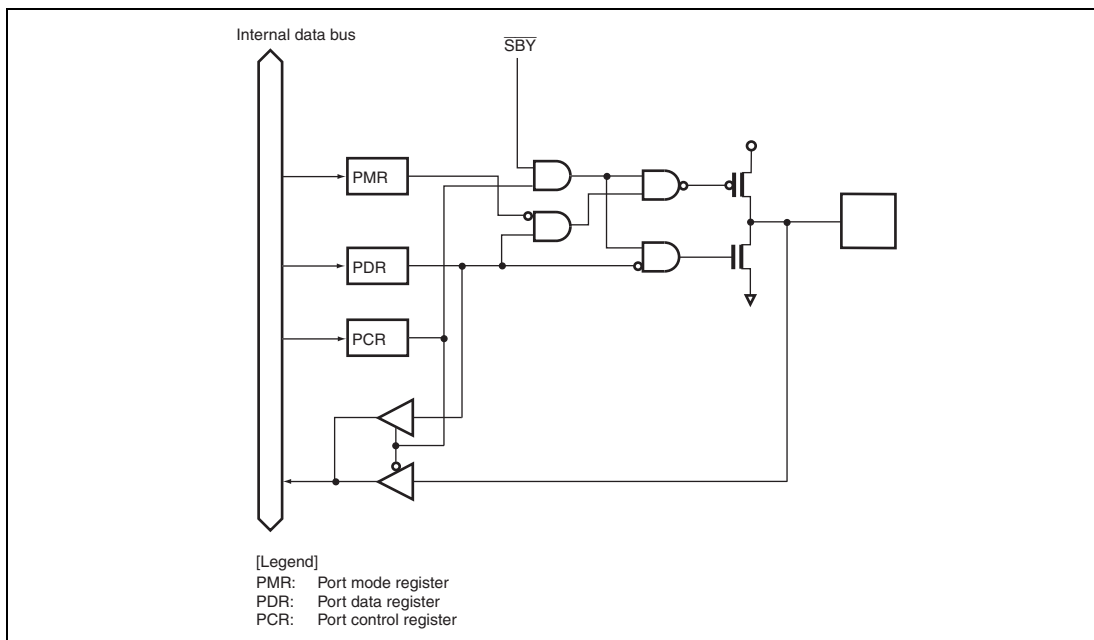 Internal data bus
SBY
PMR
PDR
PCR
[Legend]
PMR: Port mode register
PDR: Port data register
PCR: Port control register